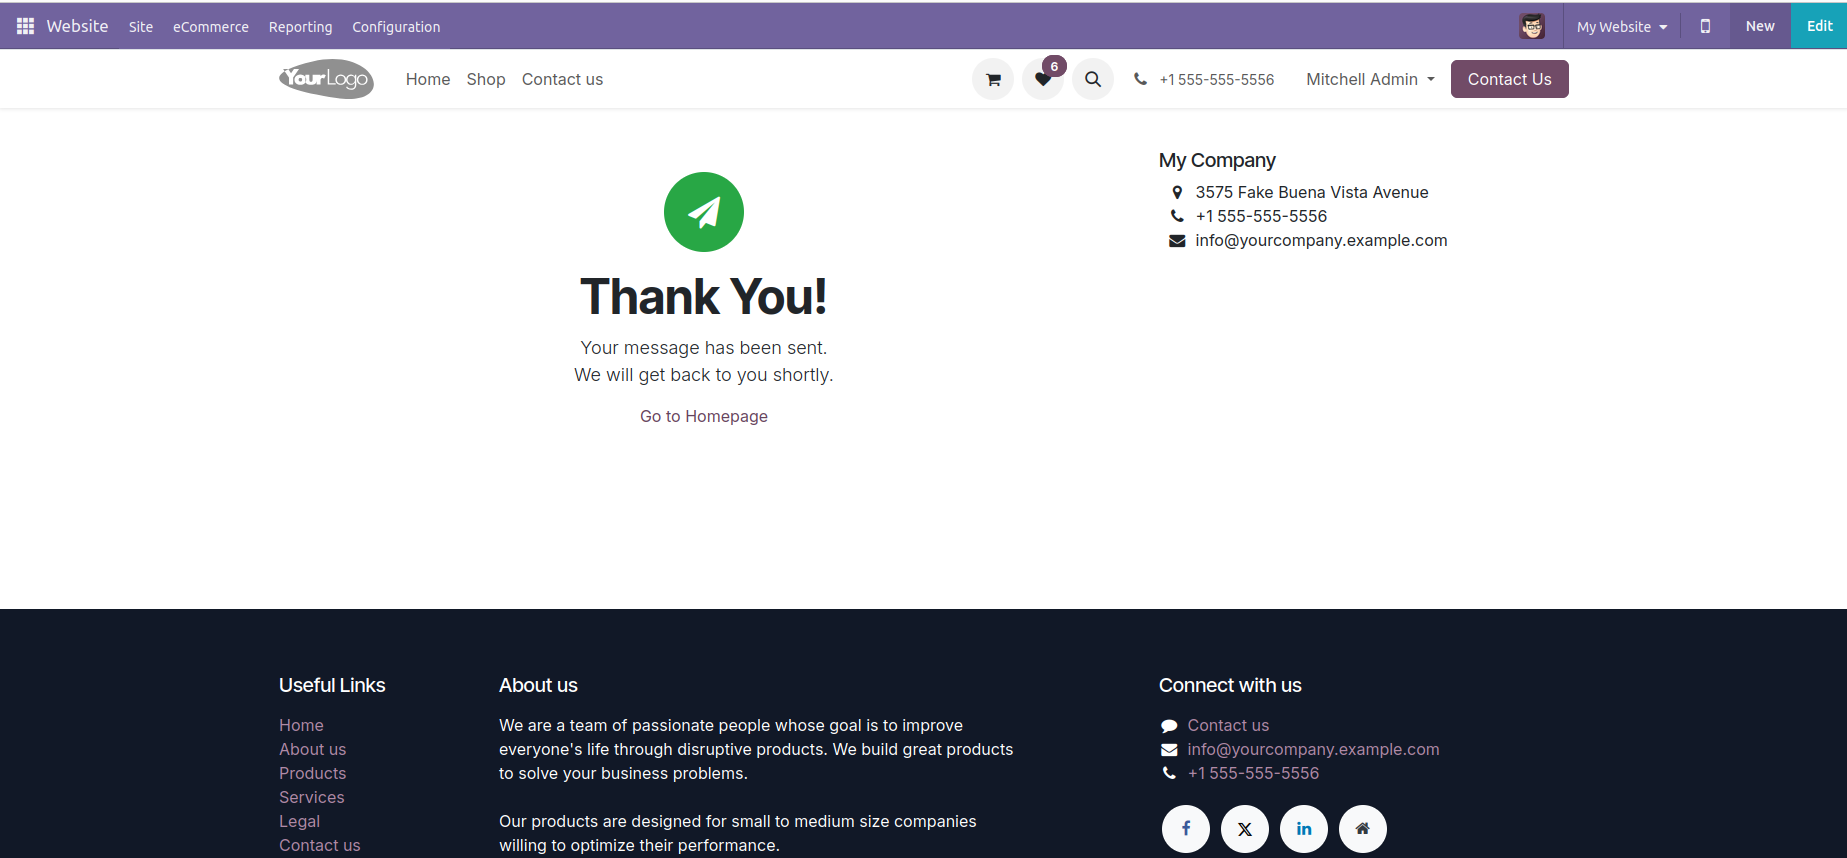 Website Site eCommerce Reporting Configuration My Website New Edit
YourLogo Home Shop Contact us 6 +1 555-555-5556 Mitchell Admin Contact Us
My Company
3575 Fake Buena Vista Avenue
+1 555-555-5556
info@yourcompany.example.com
Thank You!
Your message has been sent.
We will get back to you shortly.
Go to Homepage
Useful Links
Home
About us
Products
Services
Legal
Contact us
About us
We are a team of passionate people whose goal is to improve
everyone's life through disruptive products. We build great products
to solve your business problems.
Our products are designed for small to medium size companies
willing to optimize their performance.
Connect with us
Contact us
info@yourcompany.example.com
+1 555-555-5556